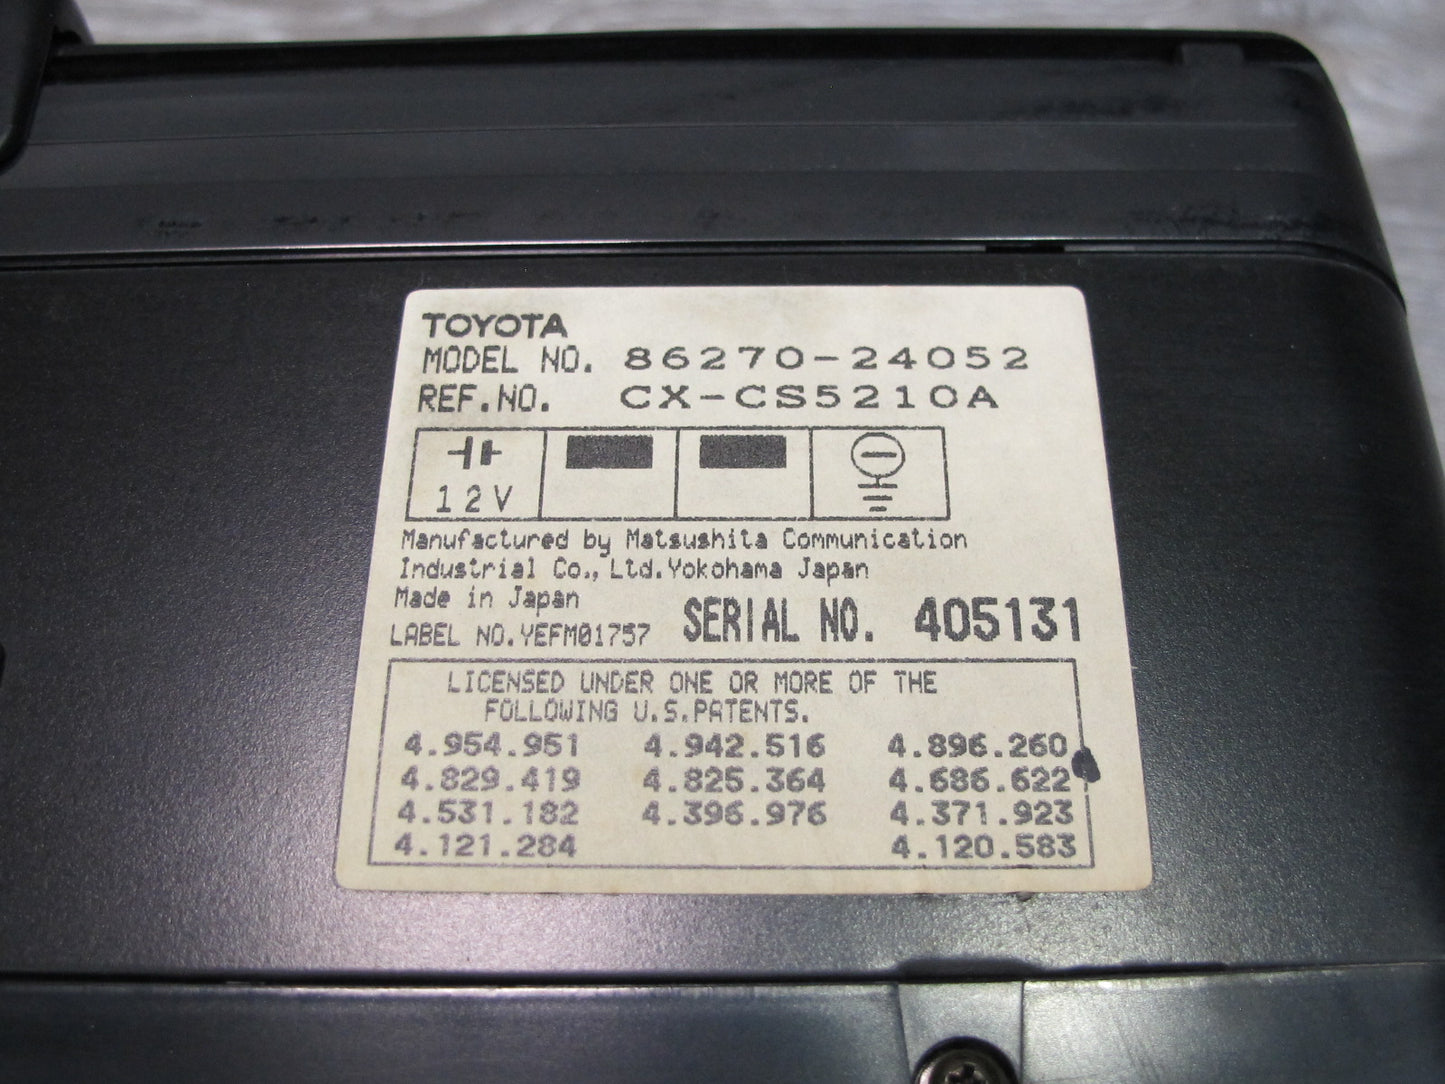 TOYOTA
MODEL NO. 86270-24052
REF.NO. CX-CS5210A
12V
Manufactured by Matsushita Communication
Industrial Co., Ltd. Yokohama Japan
Made in Japan
LABEL NO. YEFM01757 SERIAL NO. 405131
LICENSED UNDER ONE OR MORE OF THE
FOLLOWING U.S.PATENTS.
4.954.951 4.942.516 4.896.260
4.829.419 4.825.364 4.686.622
4.531.182 4.396.976 4.371.923
4.121.284 4.120.583